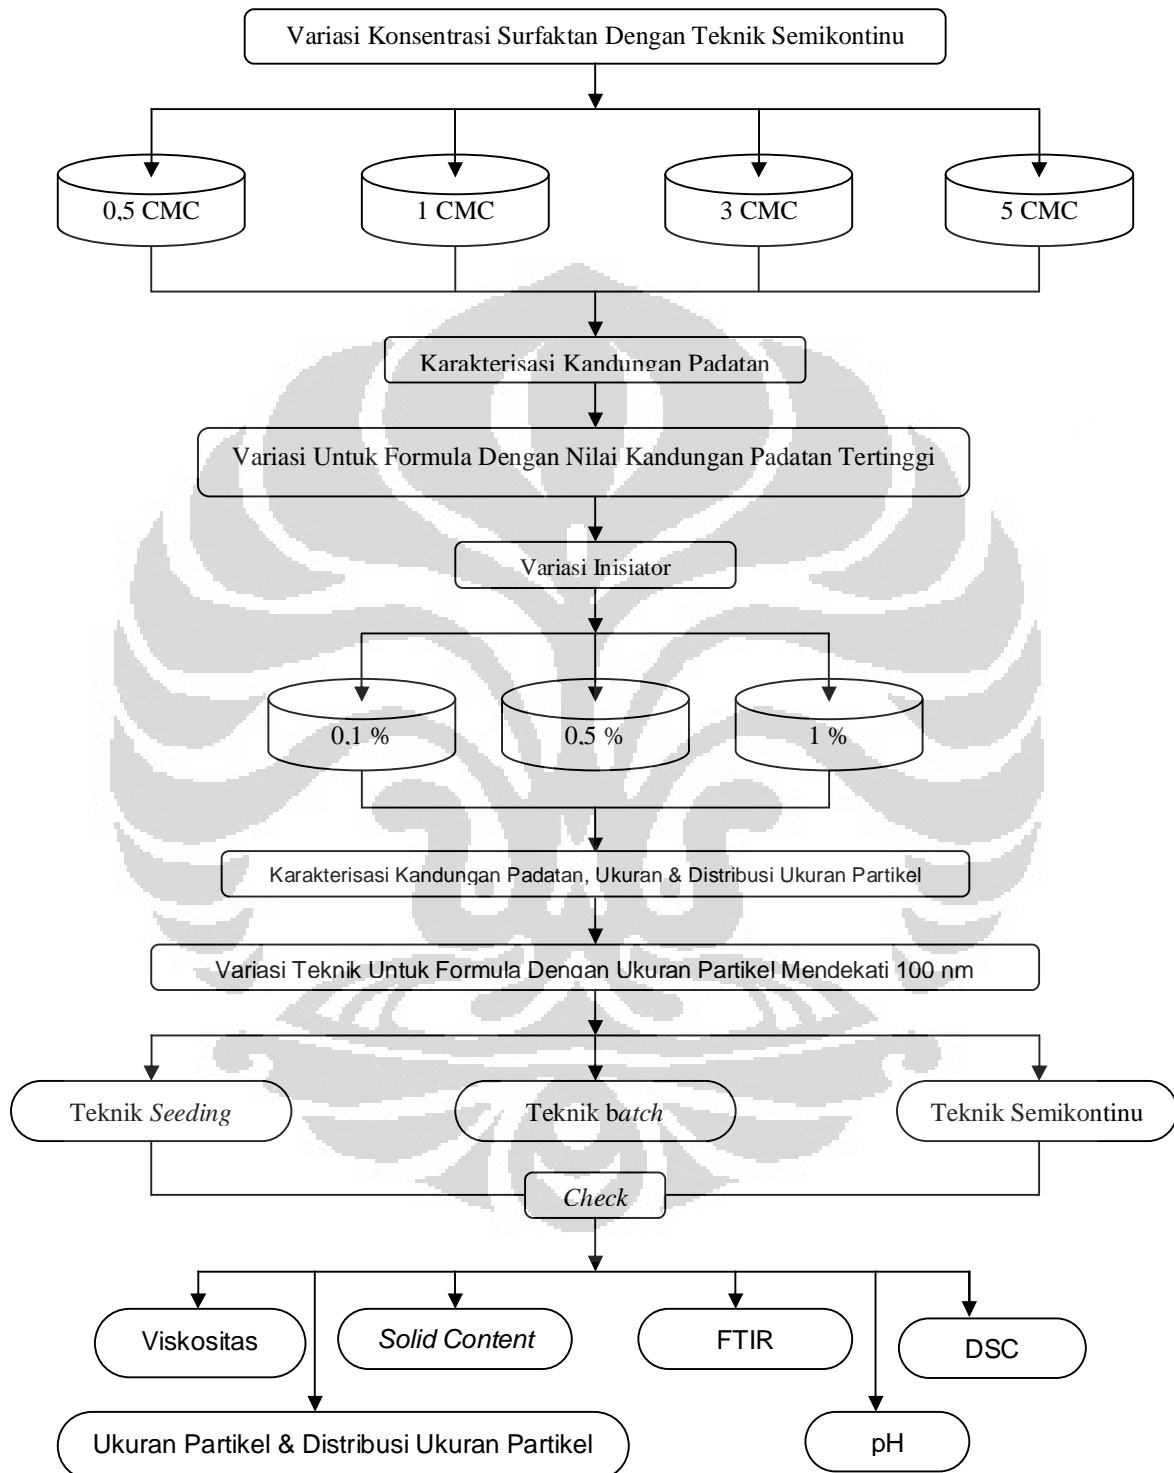 Variasi Konsentrasi Surfaktan Dengan Teknik Semikontinu
0,5 CMC
1 CMC
3 CMC
5 CMC
Karakterisasi Kandungan Padatan
Variasi Untuk Formula Dengan Nilai Kandungan Padatan Tertinggi
Variasi Inisiator
0,1 %
0,5 %
1 %
Karakterisasi Kandungan Padatan, Ukuran & Distribusi Ukuran Partikel
Variasi Teknik Untuk Formula Dengan Ukuran Partikel Mendekati 100 nm
Teknik Seeding
Teknik batch
Teknik Semikontinu
Check
Viskositas
Solid Content
FTIR
DSC
Ukuran Partikel & Distribusi Ukuran Partikel
pH